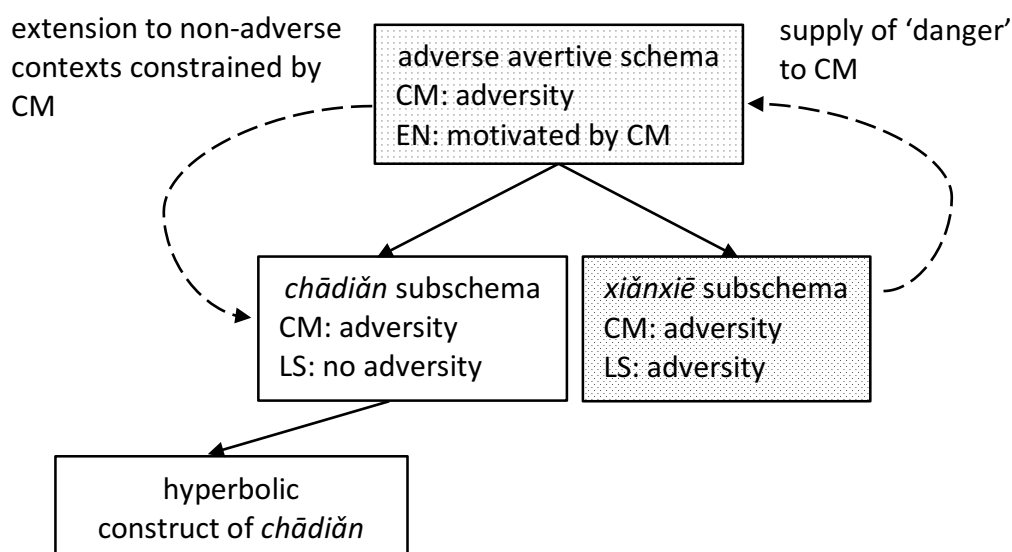 extension to non-adverse
contexts constrained by
CM
adverse avertive schema
CM: adversity
EN: motivated by CM
supply of ‘danger’
to CM
chādiǎn subschema
CM: adversity
LS: no adversity
xiǎnxiē subschema
CM: adversity
LS: adversity
hyperbolic
construct of chādiǎn